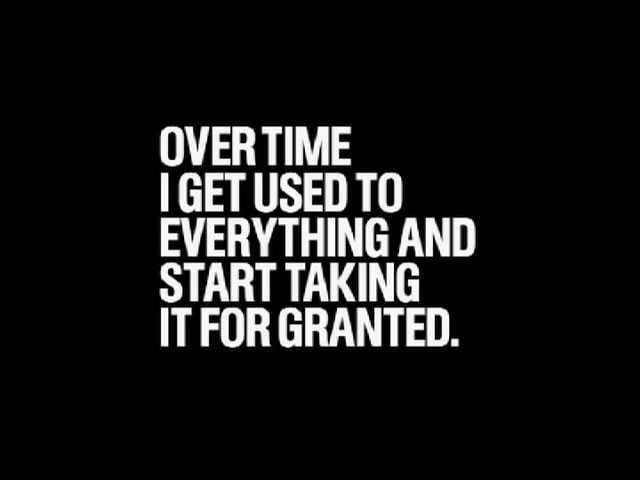 OVER TIME
I GET USED TO
EVERYTHING AND
START TAKING
IT FOR GRANTED.